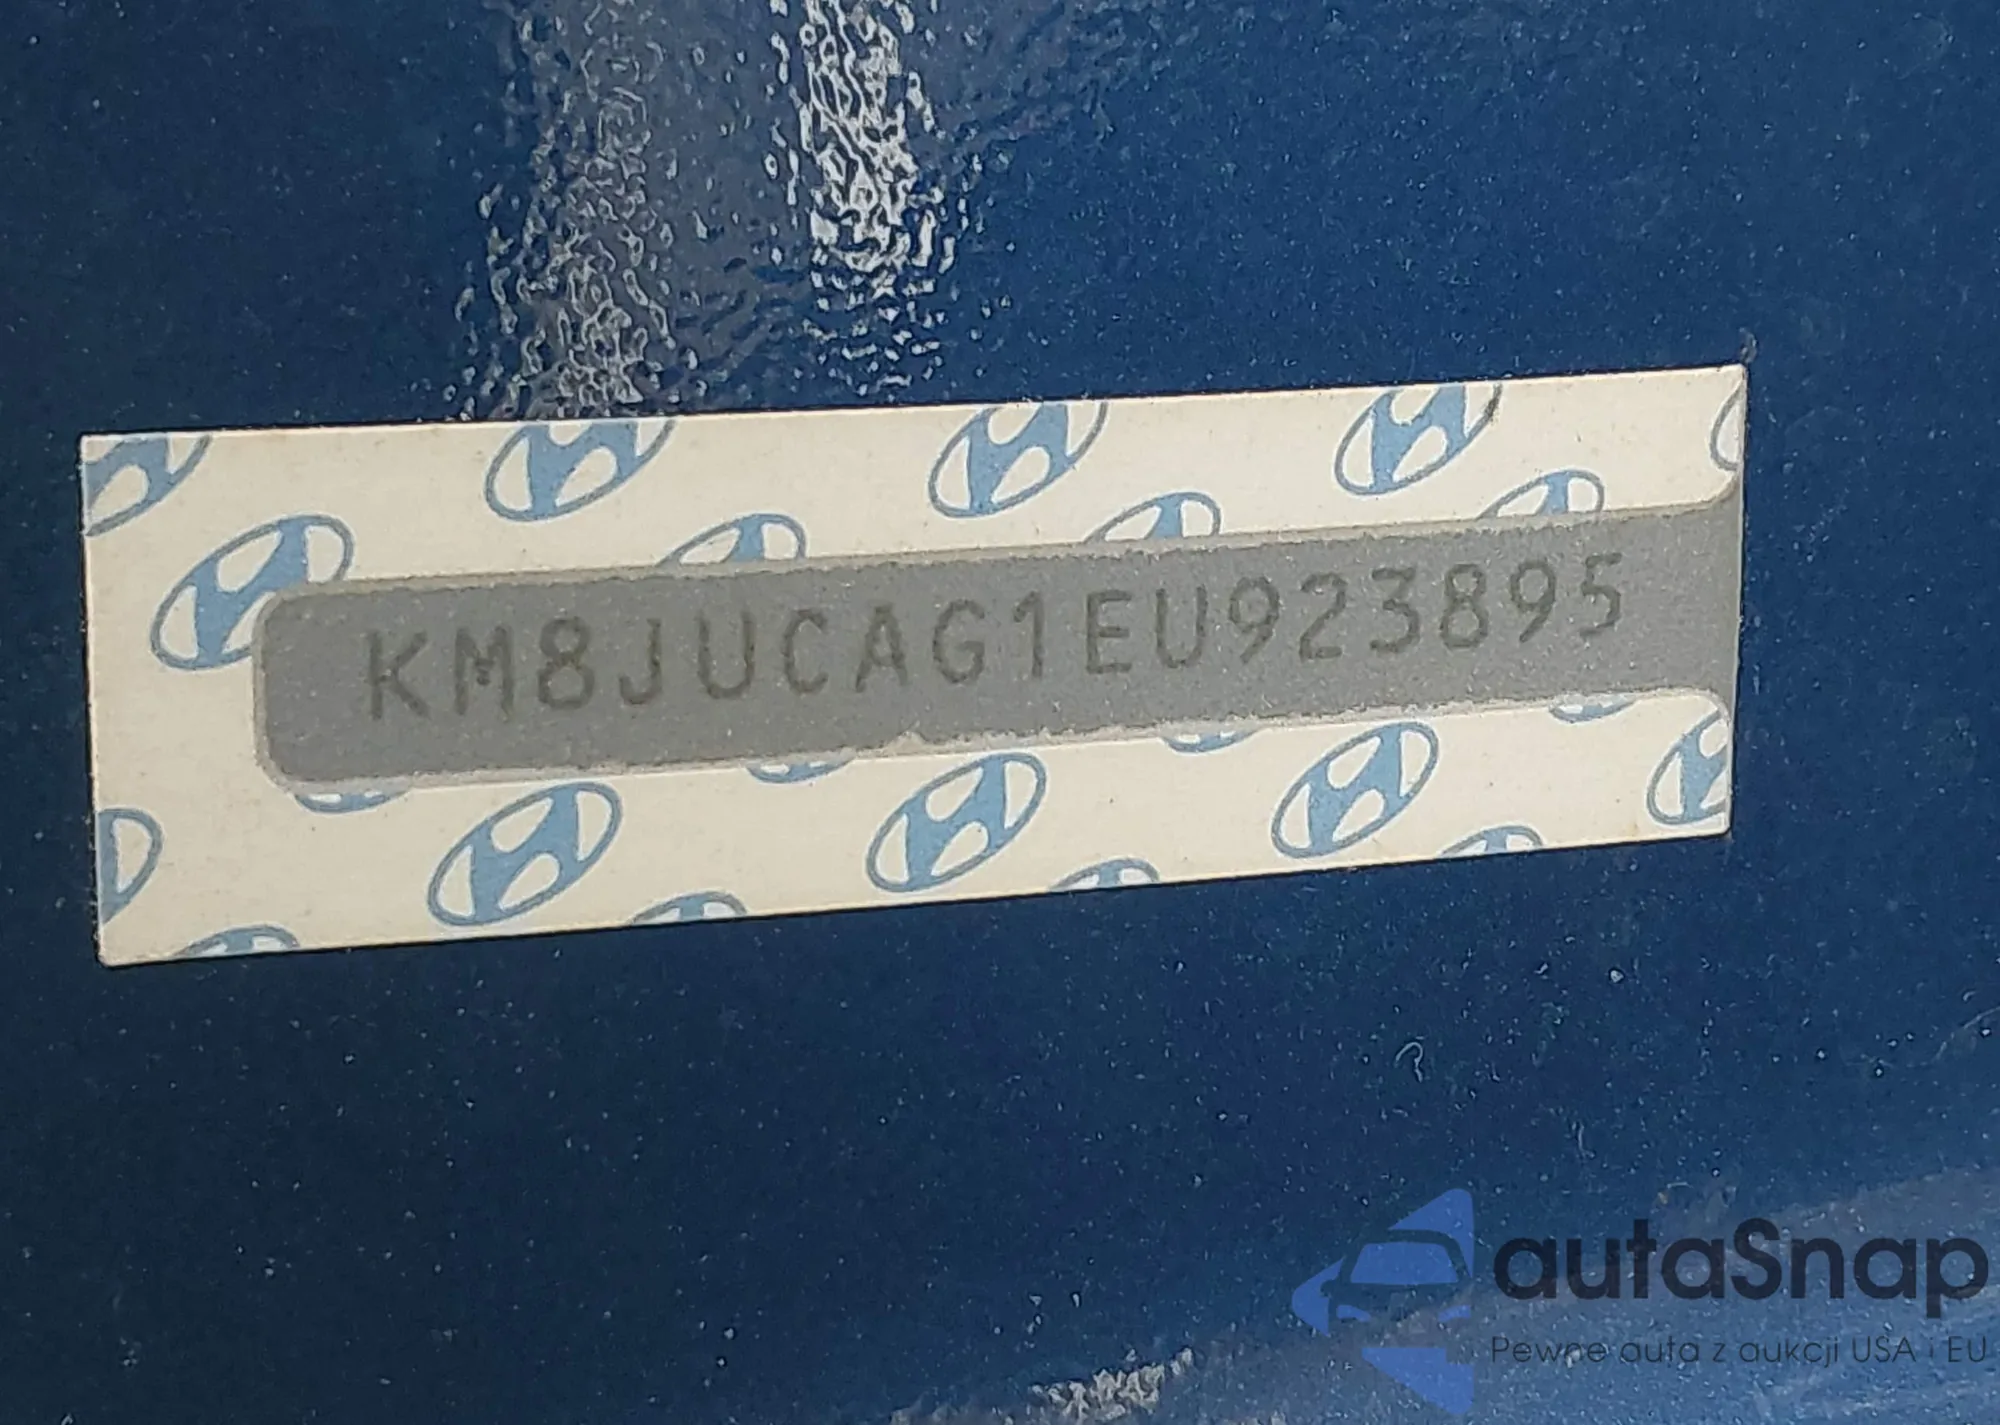 KM8JUCAG1EU923895
autaSnap
Pewne auta z aukcji USA i EU